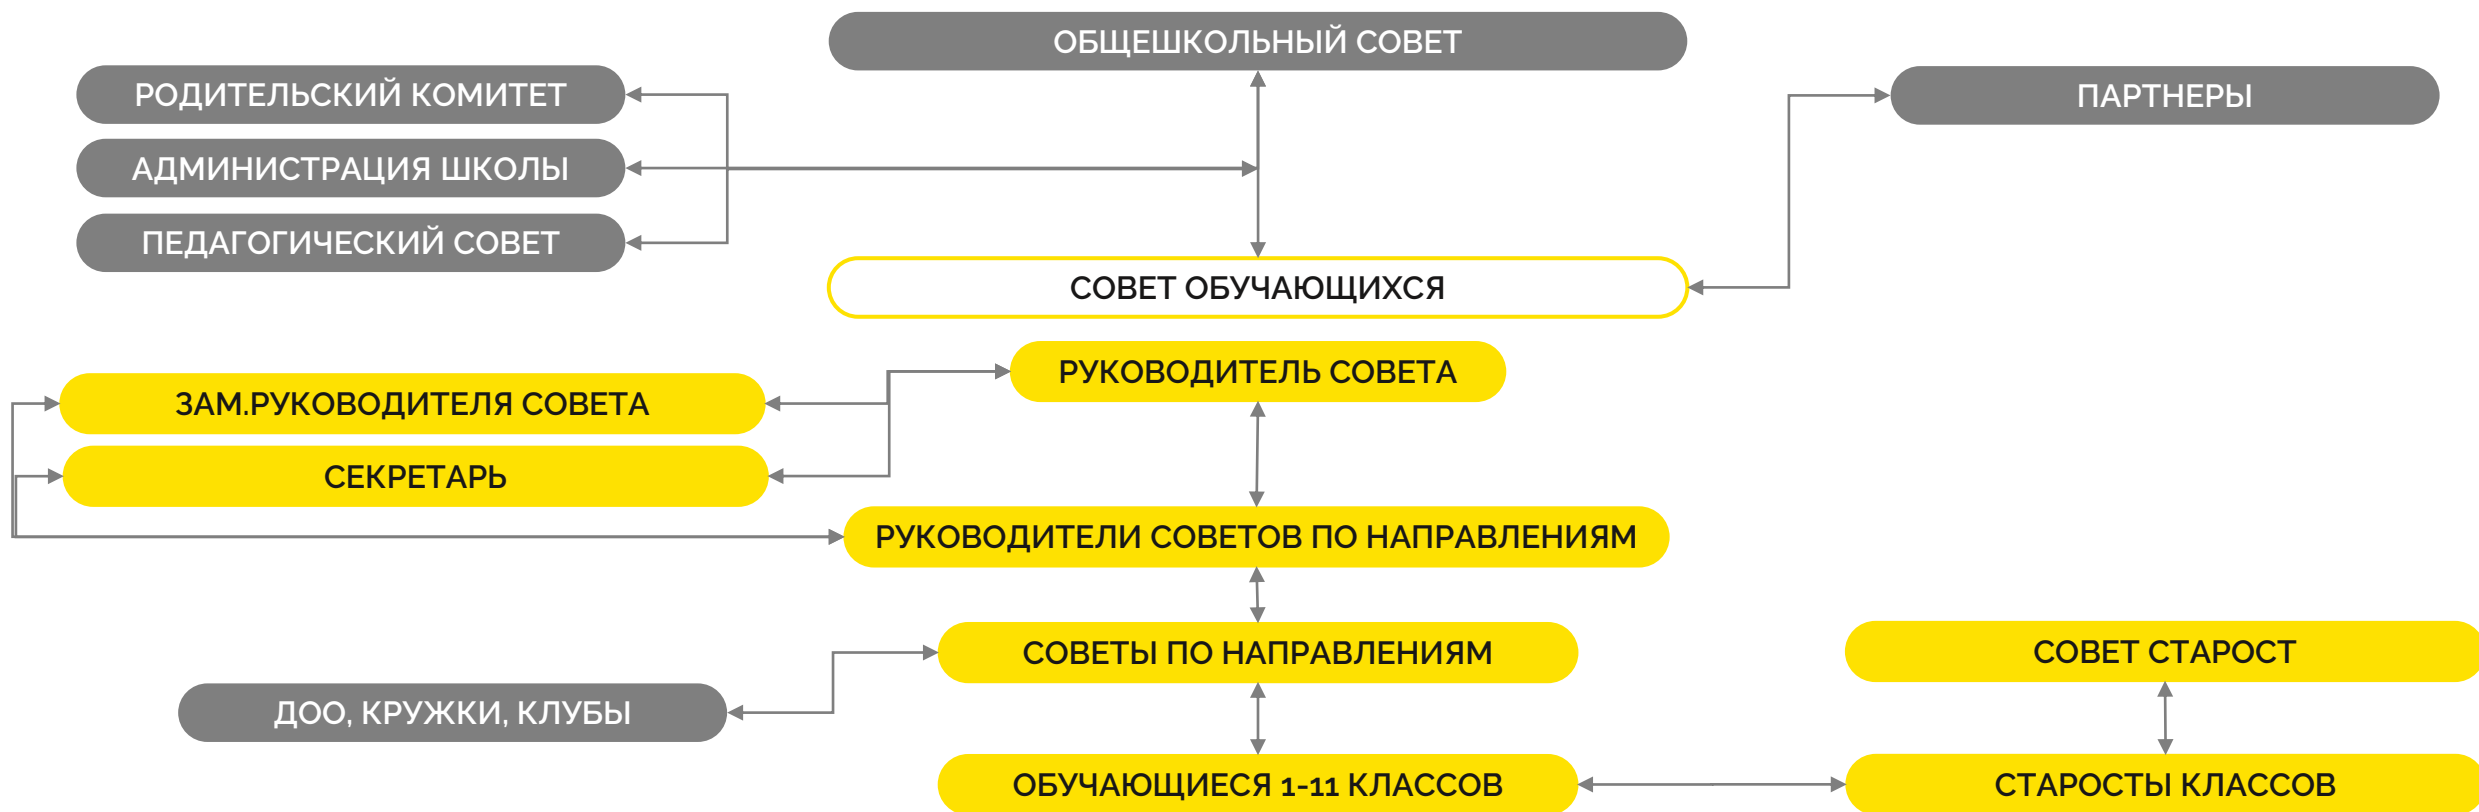 ОБЩЕШКОЛЬНЫЙ СОВЕТ
РОДИТЕЛЬСКИЙ КОМИТЕТ
ПАРТНЕРЫ
АДМИНИСТРАЦИЯ ШКОЛЫ
ПЕДАГОГИЧЕСКИЙ СОВЕТ
СОВЕТ ОБУЧАЮЩИХСЯ
РУКОВОДИТЕЛЬ СОВЕТА
ЗАМ.РУКОВОДИТЕЛЯ СОВЕТА
СЕКРЕТАРЬ
РУКОВОДИТЕЛИ СОВЕТОВ ПО НАПРАВЛЕНИЯМ
СОВЕТЫ ПО НАПРАВЛЕНИЯМ
СОВЕТ СТАРОСТ
ДОО, КРУЖКИ, КЛУБЫ
ОБУЧАЮЩИЕСЯ 1-11 КЛАССОВ
СТАРОСТЫ КЛАССОВ